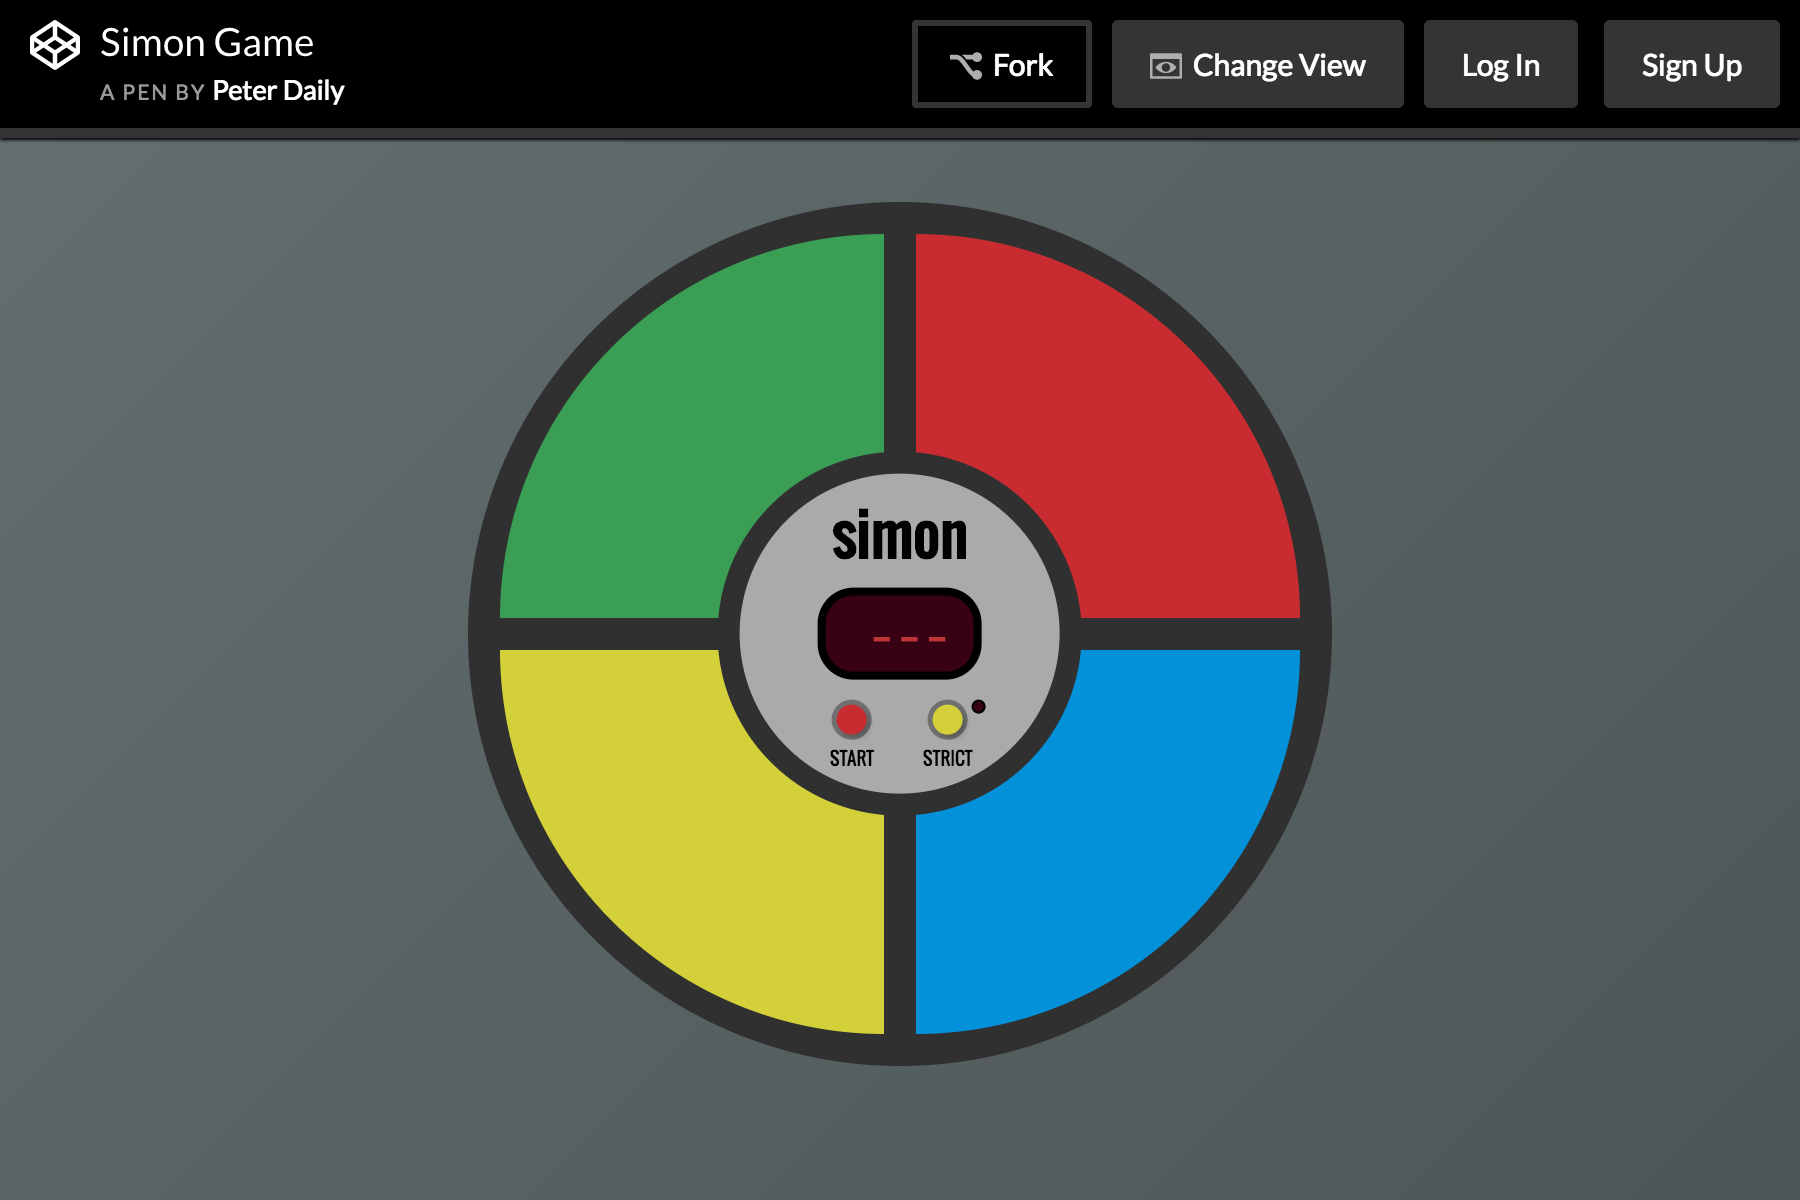 Simon Game
A PEN BY Peter Daily
Fork
Change View
Log In
Sign Up
simon
---
START
STRICT